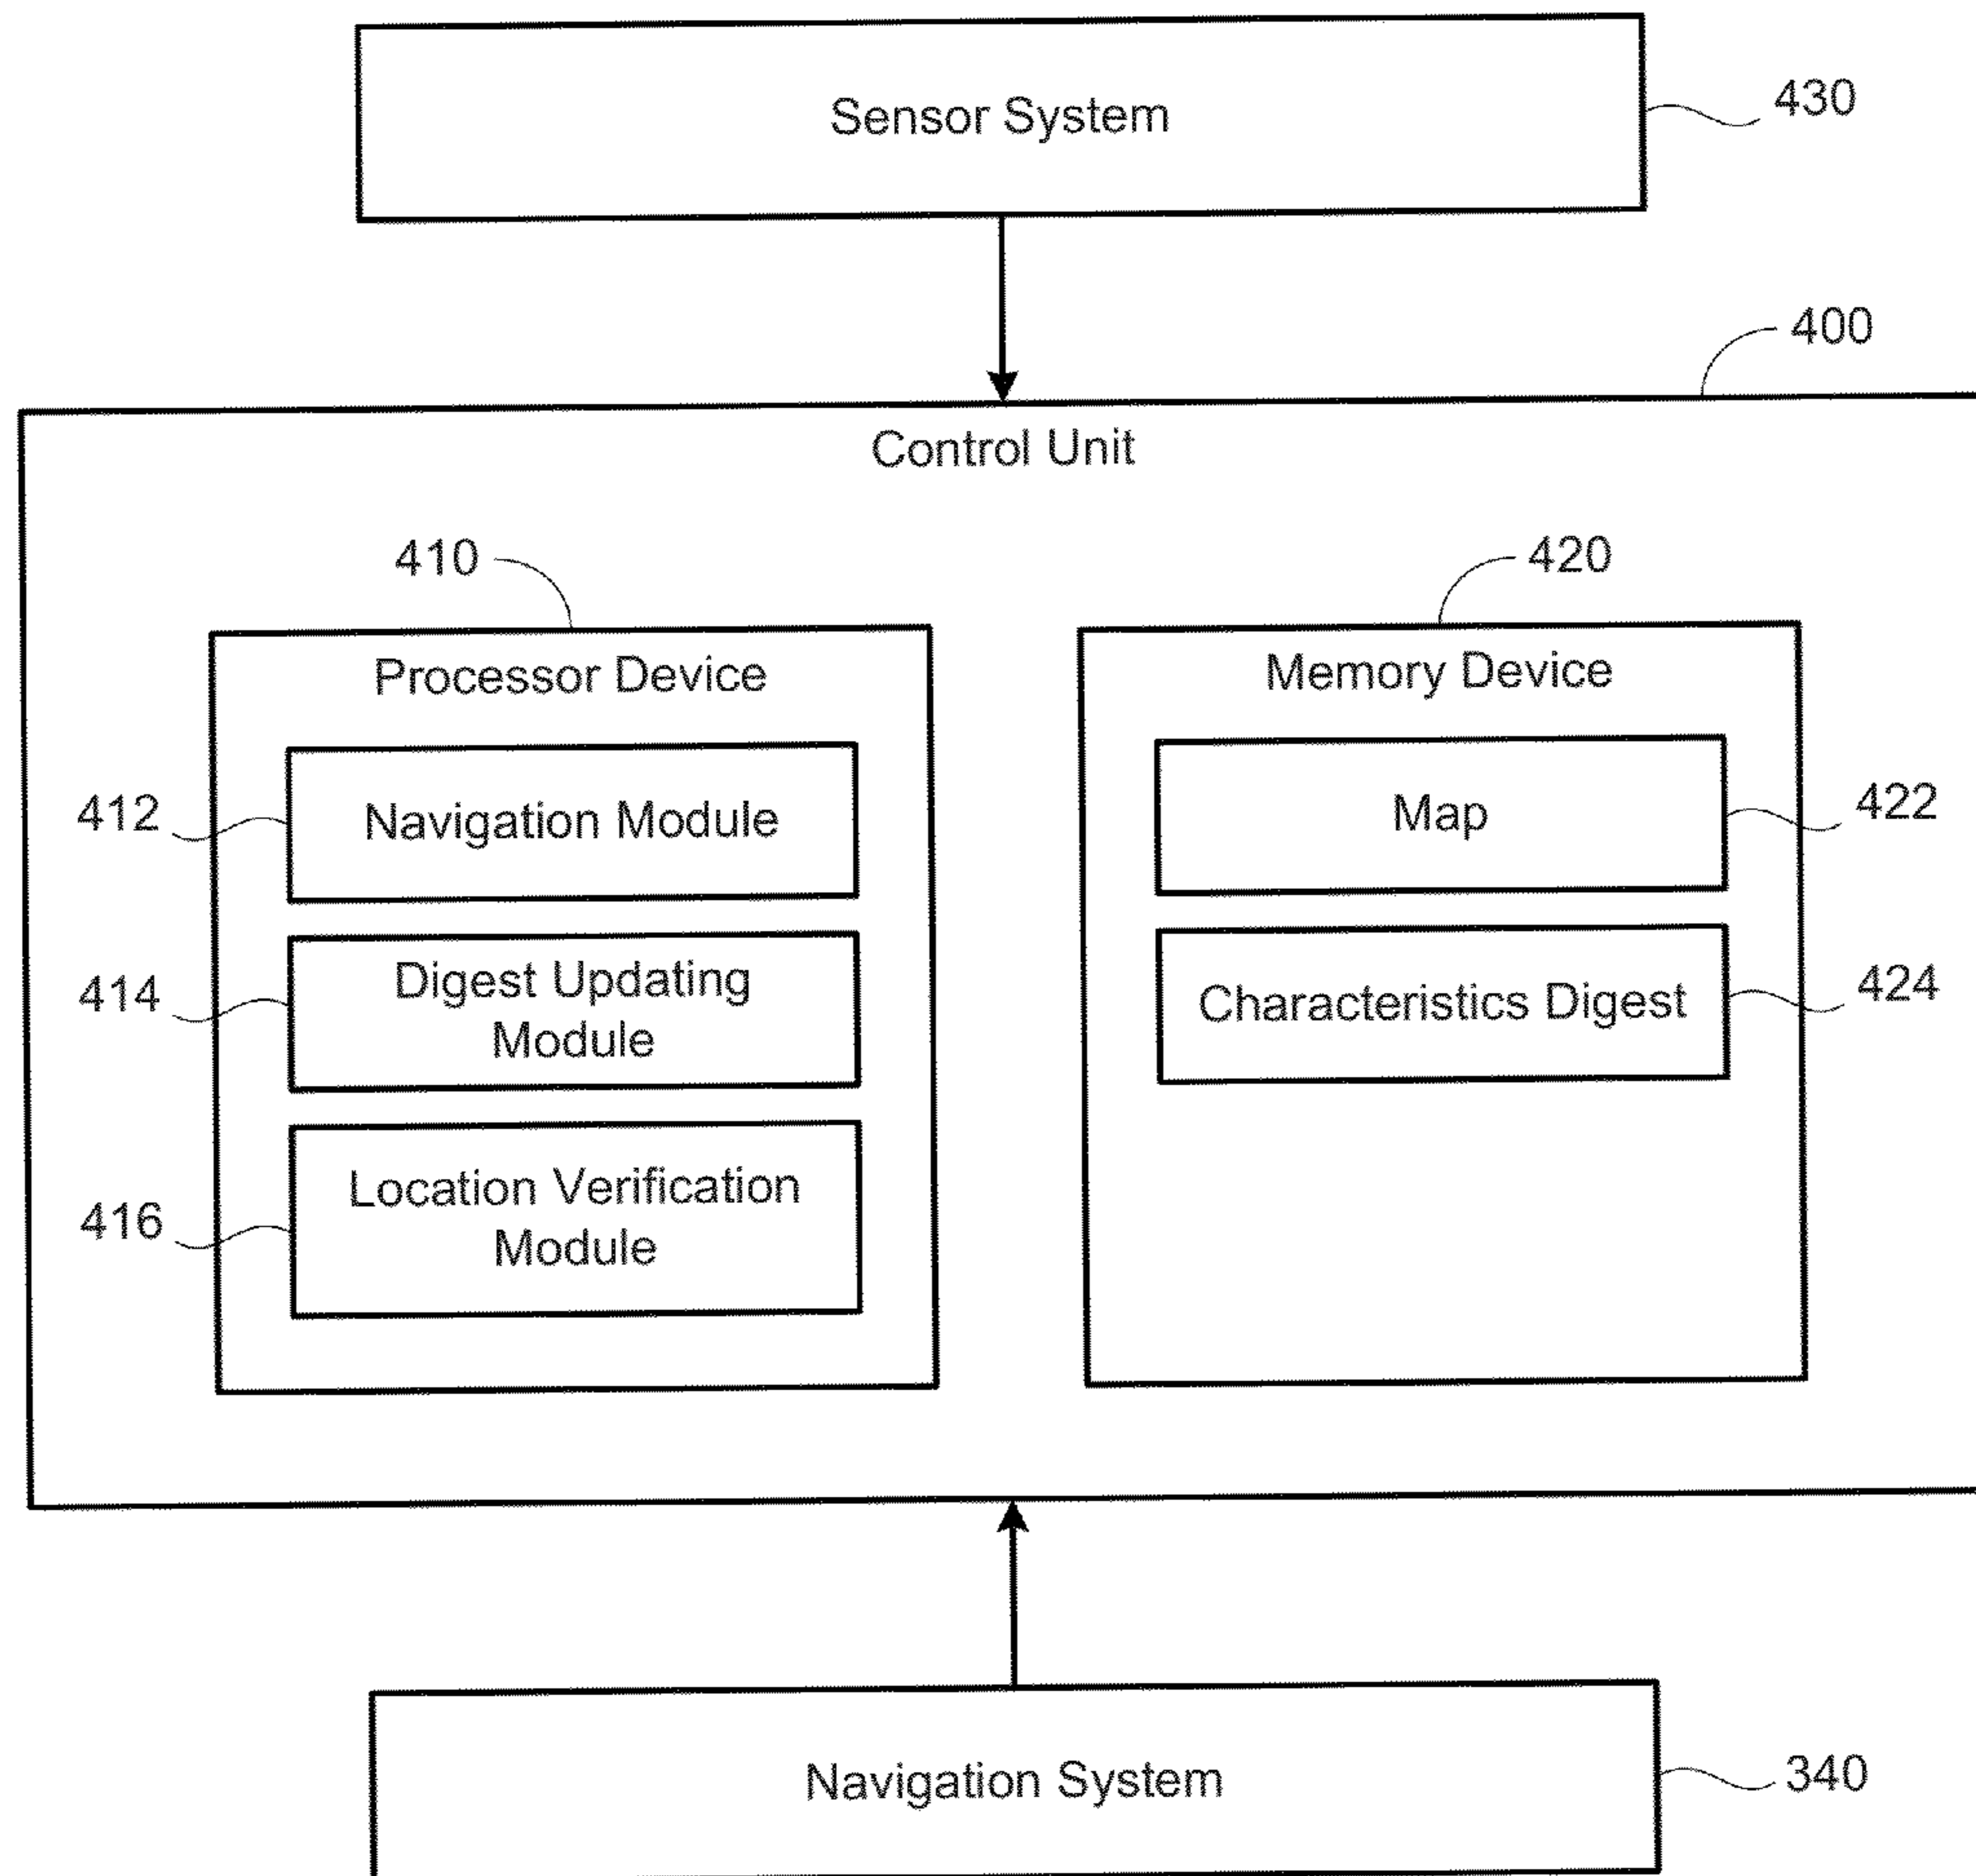 Sensor System
430
400
Control Unit
410
420
Processor Device
Memory Device
412
Navigation Module
Map
422
414
Digest Updating
Module
Characteristics Digest
424
416
Location Verification
Module
Navigation System
340